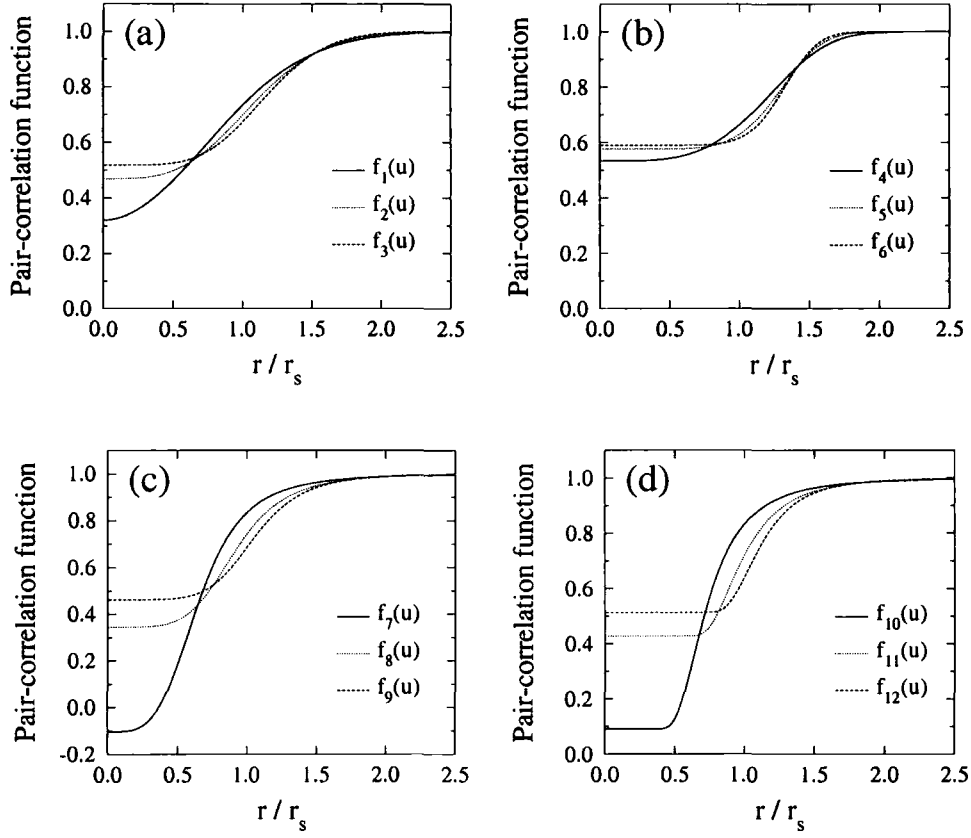 (a)
Pair-correlation function
1.0
0.8
0.6
0.4
0.2
0.0
f1(u)
f2(u)
f3(u)
0.0 0.5 1.0 1.5 2.0 2.5
r / rs
(b)
Pair-correlation function
1.0
0.8
0.6
0.4
0.2
0.0
f4(u)
f5(u)
f6(u)
0.0 0.5 1.0 1.5 2.0 2.5
r / rs
(c)
Pair-correlation function
1.0
0.8
0.6
0.4
0.2
0.0
-0.2
f7(u)
f8(u)
f9(u)
0.0 0.5 1.0 1.5 2.0 2.5
r / rs
(d)
Pair-correlation function
1.0
0.8
0.6
0.4
0.2
0.0
f10(u)
f11(u)
f12(u)
0.0 0.5 1.0 1.5 2.0 2.5
r / rs